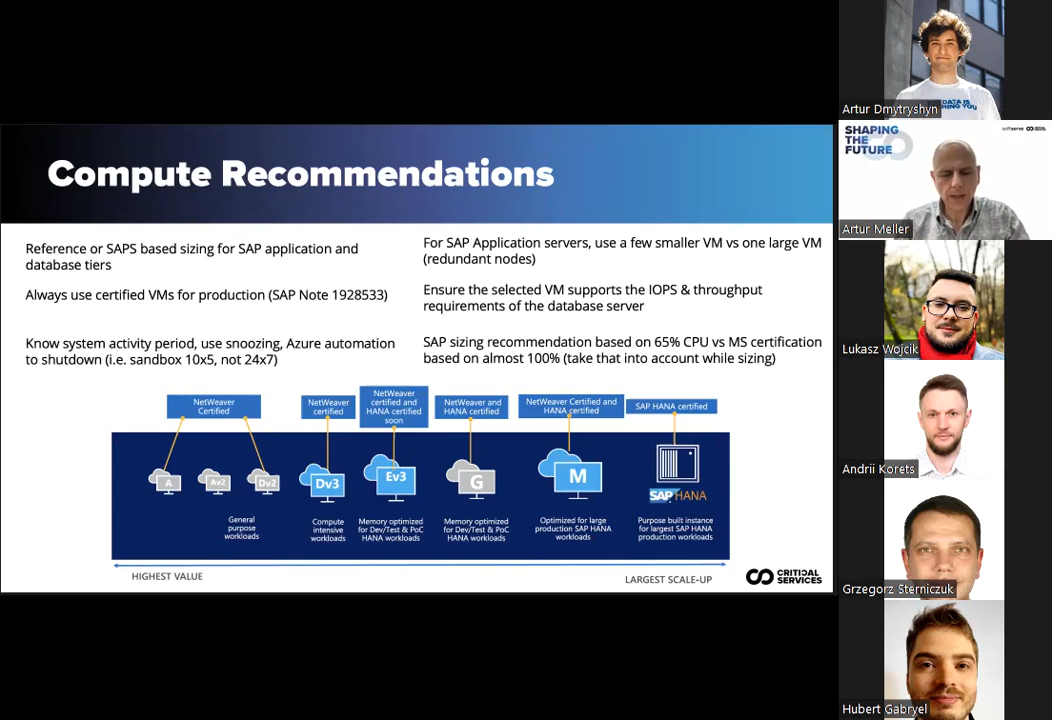 Compute Recommendations
Reference or SAPS based sizing for SAP application and
database tiers
Always use certified VMs for production (SAP Note 1928533)
Know system activity period, use snoozing, Azure automation
to shutdown (i.e. sandbox 10x5, not 24x7)
For SAP Application servers, use a few smaller VM vs one large VM
(redundant nodes)
Ensure the selected VM supports the IOPS & throughput
requirements of the database server
SAP sizing recommendation based on 65% CPU vs MS certification
based on almost 100% (take that into account while sizing)
NetWeaver
Certified
NetWeaver
certified
NetWeaver
certified and
HANA certified
soon
NetWeaver and
HANA certified
NetWeaver Certified and
HANA certified
SAP HANA certified
A
Av2
Dv2
Dv3
Ev3
G
M
SAP HANA
General
purpose
workloads
Compute
intensive
workloads
Memory optimized
for Dev/Test & PoC
HANA workloads
Memory optimized
for Dev/Test & PoC
HANA workloads
Optimized for large
production SAP HANA
workloads
Purpose built instance
for largest SAP HANA
production workloads
HIGHEST VALUE
LARGEST SCALE-UP
CRITICAL
SERVICES
Artur Dmytryshyn
SHAPING
THE
FUTURE
softserve
Artur Meller
Lukasz Wojcik
Andrii Korets
Grzegorz Sterniczuk
Hubert Gabryel